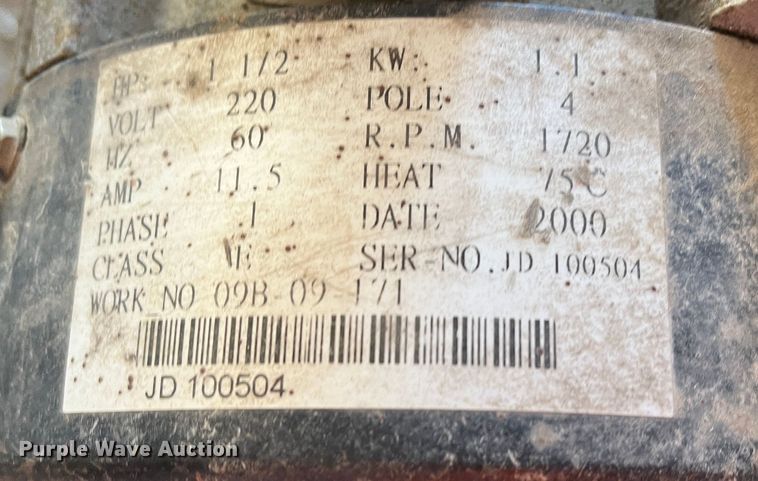 HP: 1 1/2 KW: 1.1
VOLT 220 POLE 4
HZ 60 R.P.M. 1720
AMP 11.5 HEAT 75 C
PHASE 1 DATE 2000
CLASS E SER-NO. JD 100504
WORK NO 09B-09-171
JD 100504
Purple Wave Auction